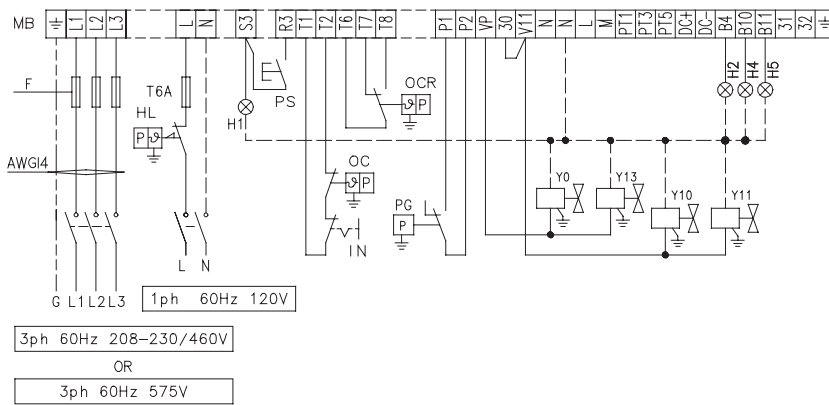 MB L1 L2 L3 L N S3 R3 T1 T2 T6 T7 T8 P1 P2 VP 30 V11 N N L M PT1 PT3 PT5 DC+ DC- B4 B10 B11 31 32
F
T6A
HL
P
H1
PS
OCR
P
H2
H4
H5
AWG14
OC
P
IN
PG
P
Y0
Y13
Y10
Y11
G L1 L2 L3
L N
1ph 60Hz 120V
3ph 60Hz 208-230/460V
OR
3ph 60Hz 575V